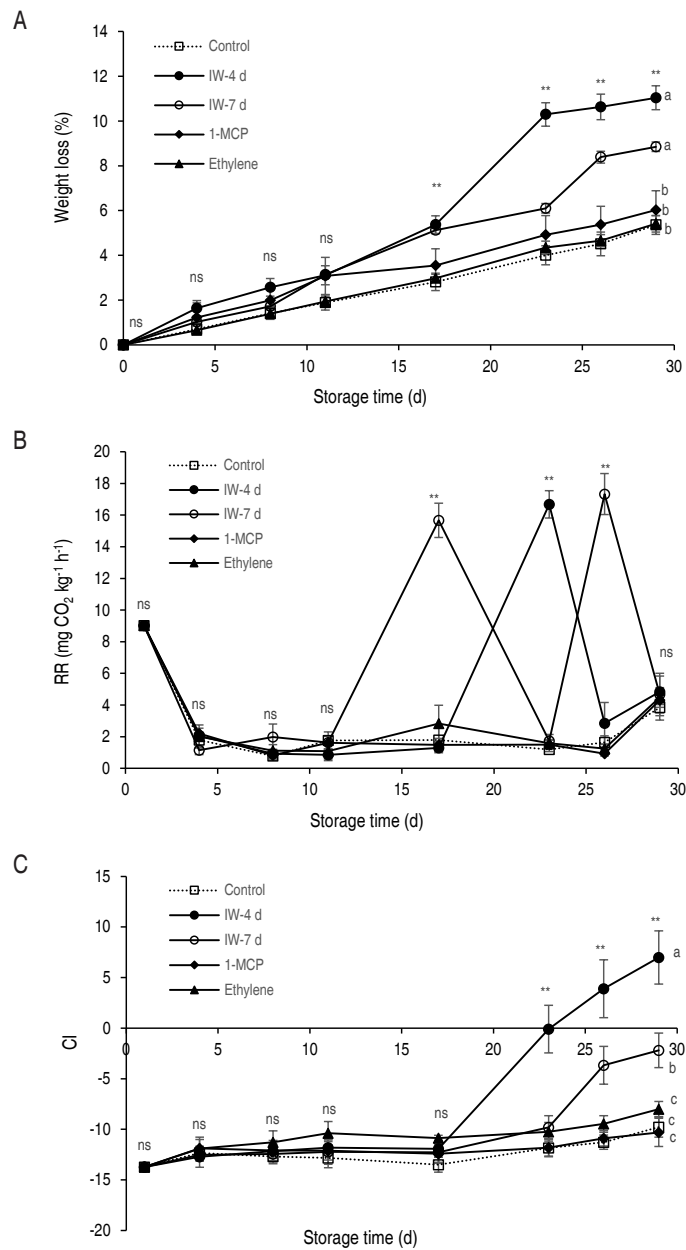 A
Control
IW-4 d
IW-7 d
1-MCP
Ethylene
Weight loss (%)
14
12
10
8
6
4
2
0
ns
ns
ns
ns
**
**
**
**
a
a
b
b
b
0 5 10 15 20 25 30
Storage time (d)
B
Control
IW-4 d
IW-7 d
1-MCP
Ethylene
RR (mg CO₂ kg⁻¹ h⁻¹)
20
18
16
14
12
10
8
6
4
2
0
ns
ns
ns
ns
**
**
**
ns
0 5 10 15 20 25 30
Storage time (d)
C
Control
IW-4 d
IW-7 d
1-MCP
Ethylene
CI
15
10
5
0
-5
-10
-15
-20
0 5 10 15 20 25 30
ns
ns
ns
ns
ns
**
**
**
a
b
c
c
c
Storage time (d)